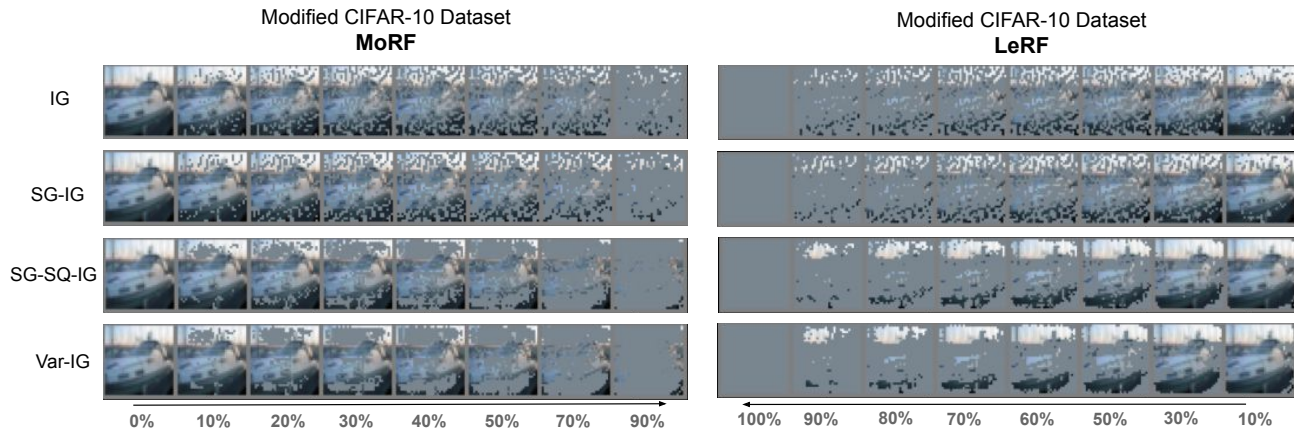 Modified CIFAR-10 Dataset
MoRF
Modified CIFAR-10 Dataset
LeRF
IG
SG-IG
SG-SQ-IG
Var-IG
0% 10% 20% 30% 40% 50% 70% 90%
100% 90% 80% 70% 60% 50% 30% 10%